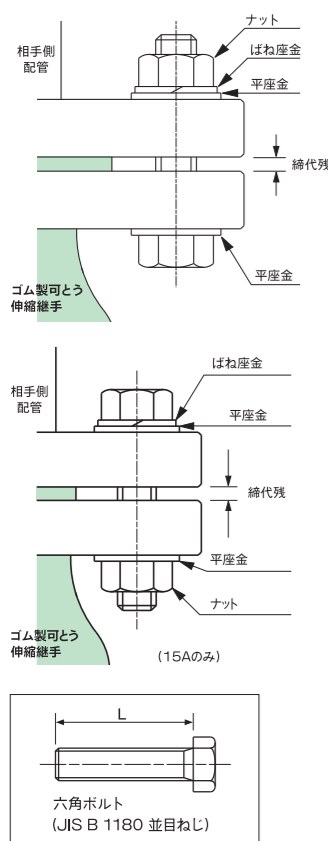 ナット
相手側
配管
ばね座金
平座金
締代残
平座金
ゴム製可とう
伸縮継手
ばね座金
相手側
配管
平座金
締代残
平座金
ナット
ゴム製可とう
伸縮継手
(15Aのみ)
L
六角ボルト
(JIS B 1180 並目ねじ)